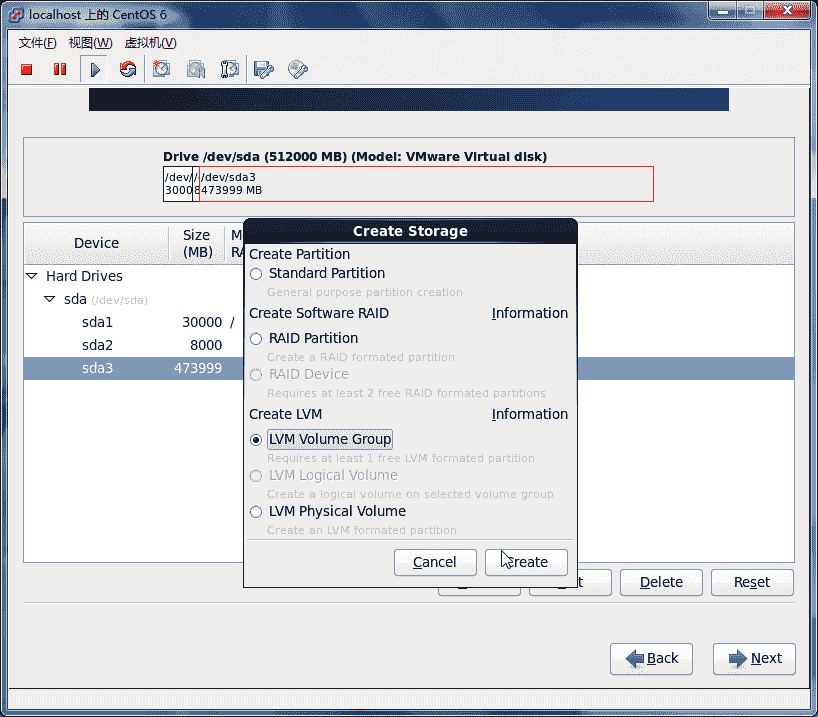 localhost 上的 CentOS 6
文件(F) 视图(W) 虚拟机(V)
Drive /dev/sda (512000 MB) (Model: VMware Virtual disk)
/dev/ /dev/sda3
3000 8 473999 MB
Device Size (MB) M RA
Create Storage
Create Partition
Standard Partition
General purpose partition creation
Create Software RAID Information
RAID Partition
Create a RAID formated partition
RAID Device
Requires at least 2 free RAID formated partitions
Create LVM Information
LVM Volume Group
Requires at least 1 free LVM formated partition
LVM Logical Volume
Create a logical volume on selected volume group
LVM Physical Volume
Create an LVM formated partition
Cancel Create
Hard Drives
sda (/dev/sda)
sda1 30000 /
sda2 8000
sda3 473999
Delete Reset
Back Next